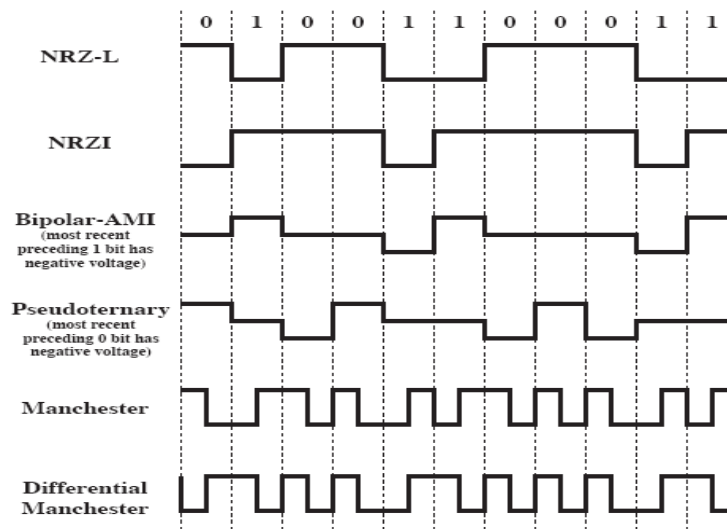 0 1 0 0 1 1 0 0 0 1 1
NRZ-L
NRZI
Bipolar-AMI
(most recent
preceding 1 bit has
negative voltage)
Pseudoternary
(most recent
preceding 0 bit has
negative voltage)
Manchester
Differential
Manchester